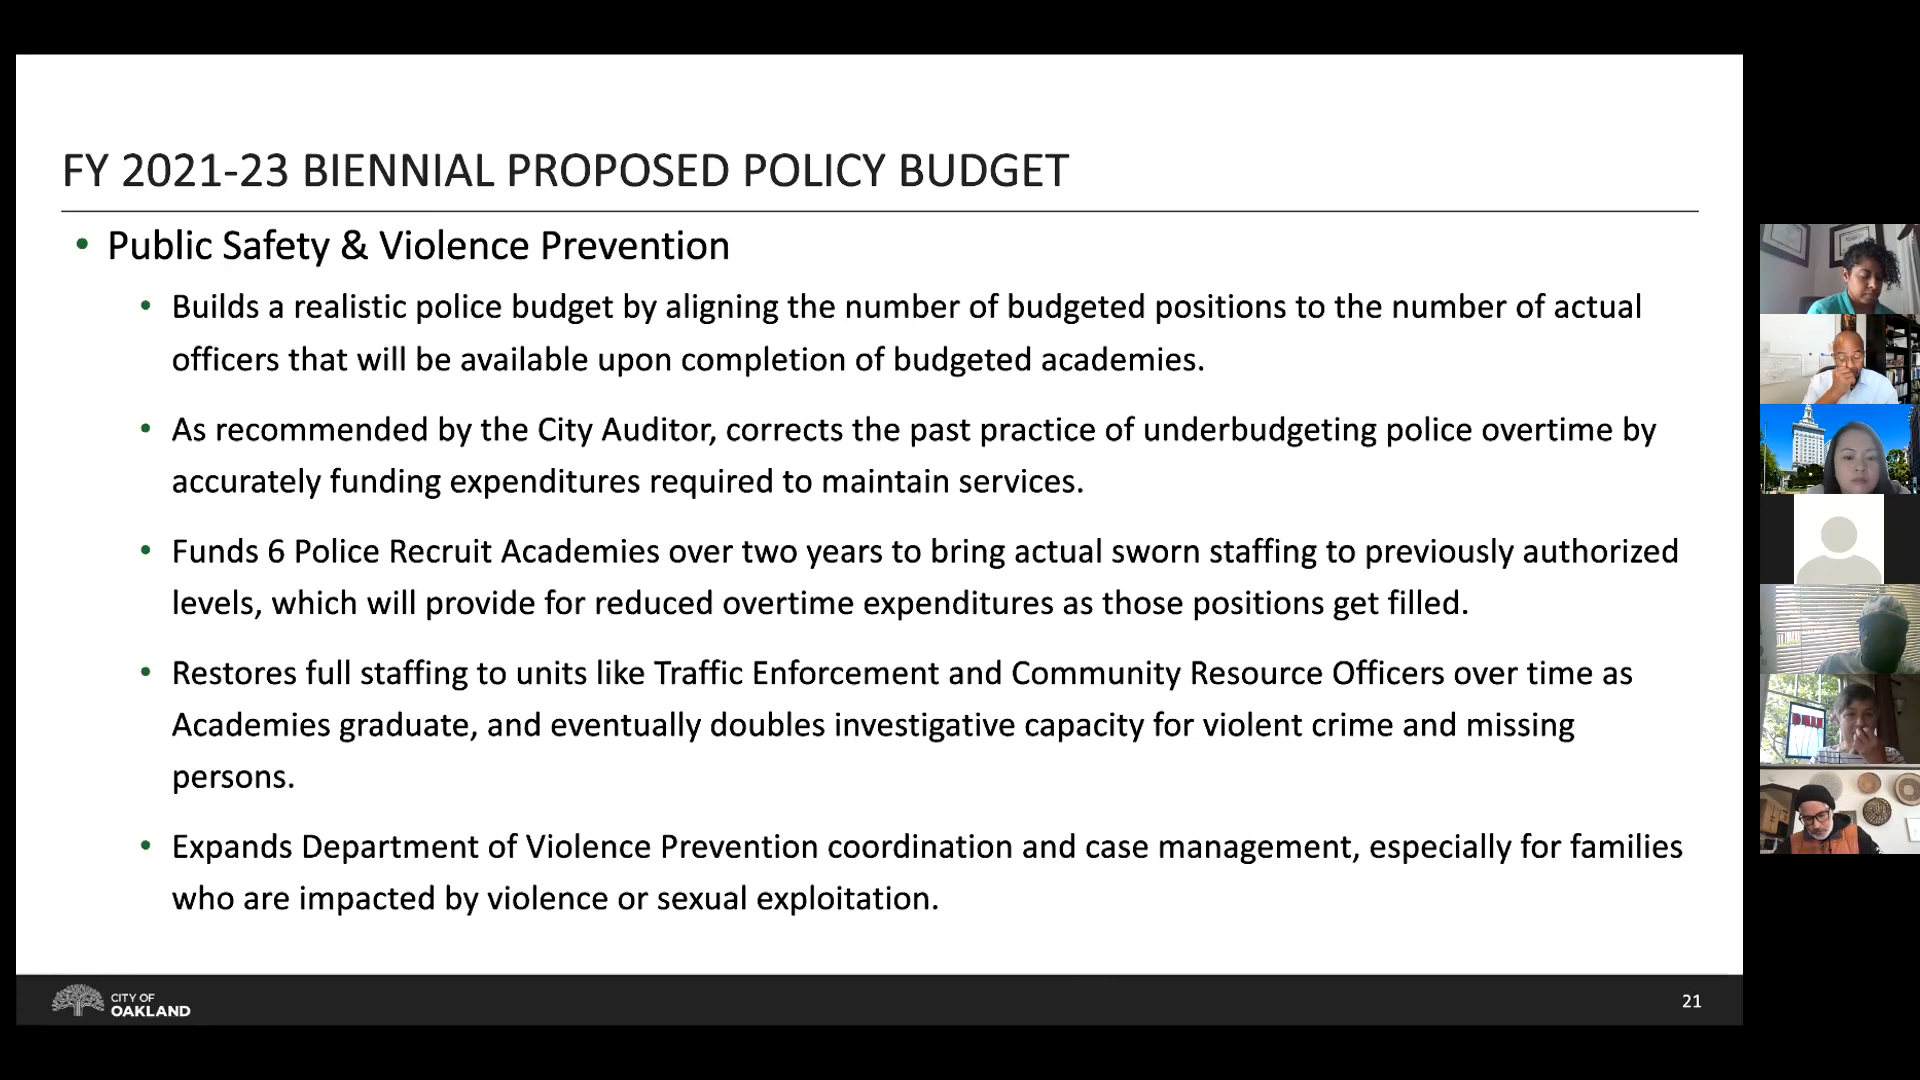 FY 2021-23 BIENNIAL PROPOSED POLICY BUDGET
• Public Safety & Violence Prevention
• Builds a realistic police budget by aligning the number of budgeted positions to the number of actual
officers that will be available upon completion of budgeted academies.
• As recommended by the City Auditor, corrects the past practice of underbudgeting police overtime by
accurately funding expenditures required to maintain services.
• Funds 6 Police Recruit Academies over two years to bring actual sworn staffing to previously authorized
levels, which will provide for reduced overtime expenditures as those positions get filled.
• Restores full staffing to units like Traffic Enforcement and Community Resource Officers over time as
Academies graduate, and eventually doubles investigative capacity for violent crime and missing
persons.
• Expands Department of Violence Prevention coordination and case management, especially for families
who are impacted by violence or sexual exploitation.
CITY OF
OAKLAND
21